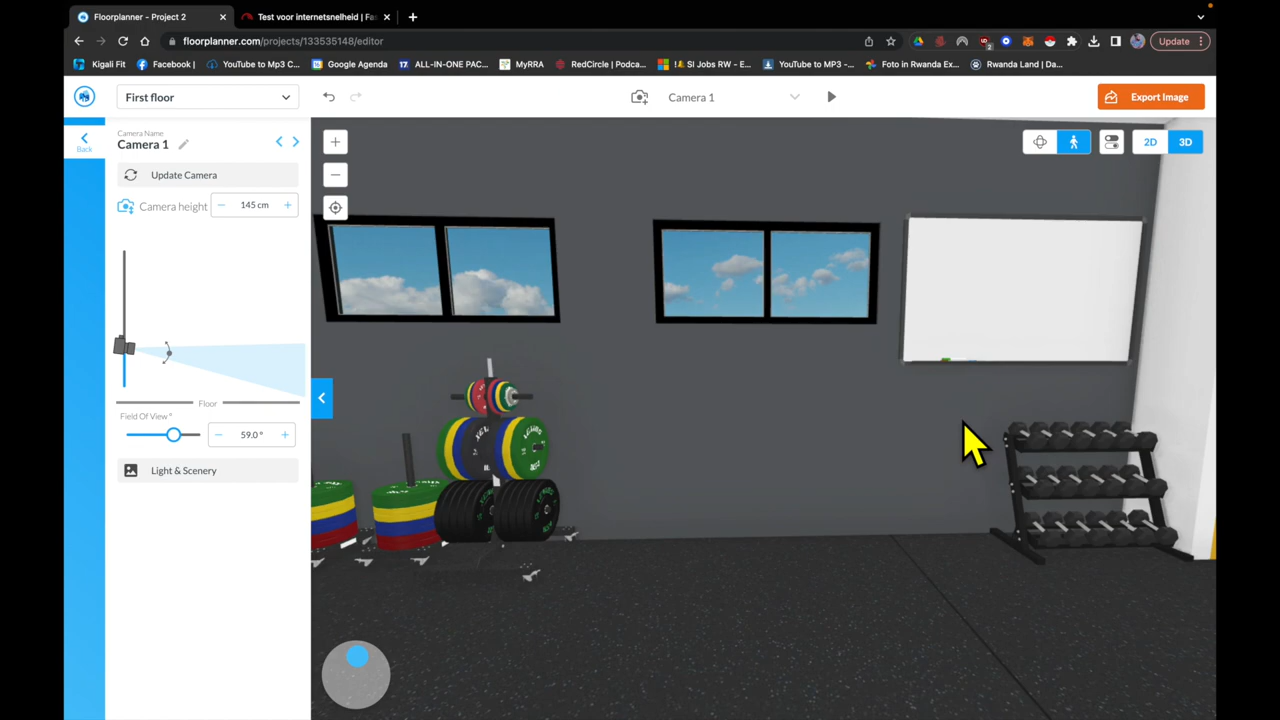 Floorplanner - Project 2
Test voor internetsnelheid | Fas
floorplanner.com/projects/133535148/editor
Update
Kigali Fit
Facebook |
YouTube to Mp3 C...
Google Agenda
ALL-IN-ONE PAC...
MyRRA
RedCircle | Podca...
SI Jobs RW - E...
YouTube to MP3 -...
Foto in Rwanda Ex...
Rwanda Land | Da...
First floor
Camera 1
Export Image
Back
Camera Name
Camera 1
2D
3D
Update Camera
Camera height
145 cm
Floor
Field Of View °
59.0 °
Light & Scenery